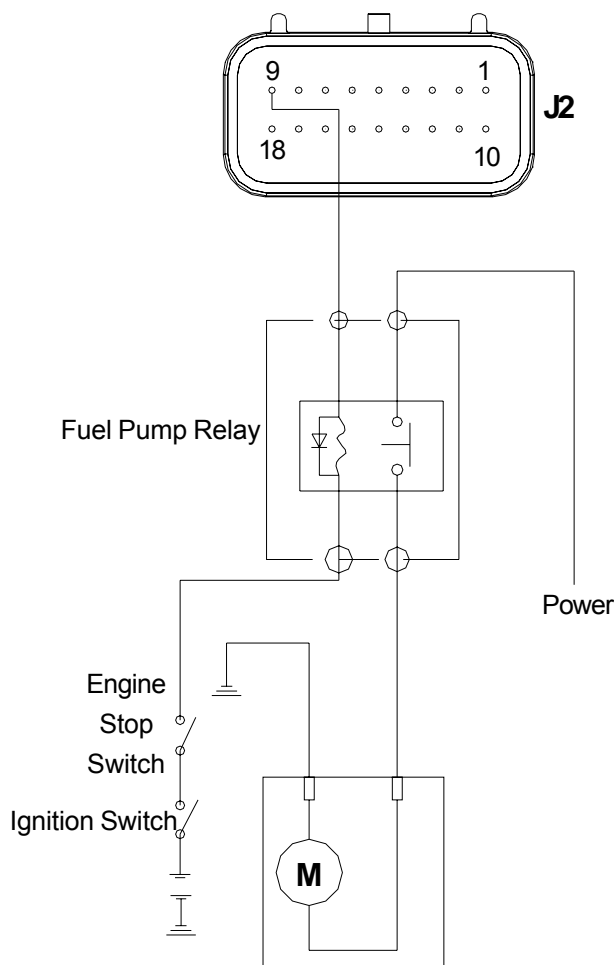 9 1
J2
18 10
Fuel Pump Relay
Power
Engine
Stop
Switch
Ignition Switch
M